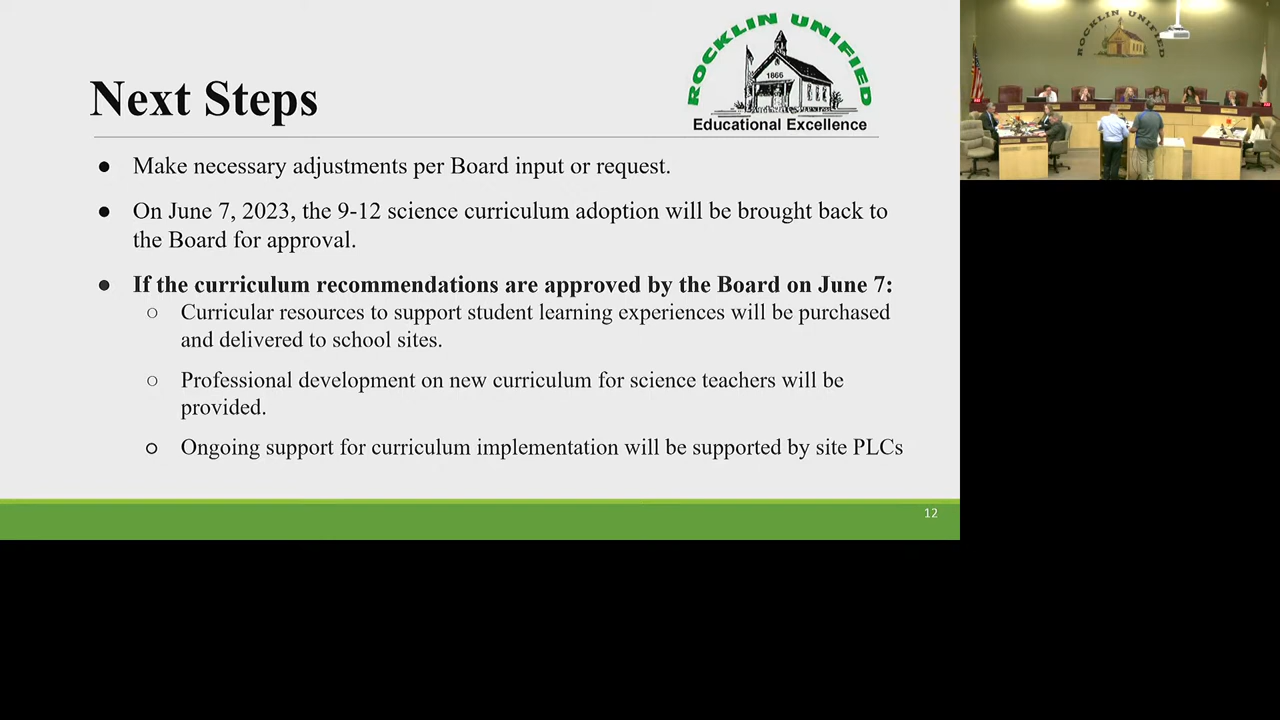 ROCKLIN UNIFIED
1866
Educational Excellence
Next Steps
● Make necessary adjustments per Board input or request.
● On June 7, 2023, the 9-12 science curriculum adoption will be brought back to
the Board for approval.
● If the curriculum recommendations are approved by the Board on June 7:
○ Curricular resources to support student learning experiences will be purchased
and delivered to school sites.
○ Professional development on new curriculum for science teachers will be
provided.
○ Ongoing support for curriculum implementation will be supported by site PLCs
12
ROCKLIN UNIFIED